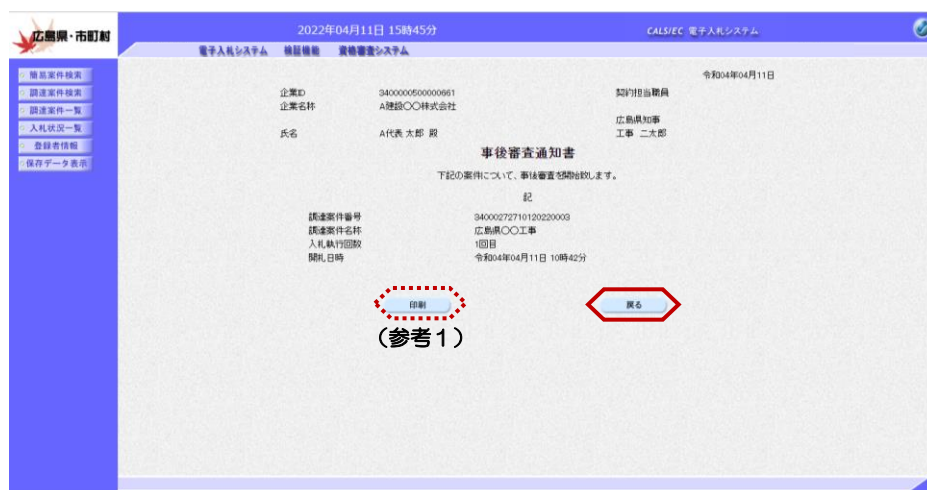 広島県・市町村
2022年04月11日 15時45分
CALS/EC 電子入札システム
電子入札システム 検証機能 資格審査システム
簡易案件検索
調達案件検索
調達案件一覧
入札状況一覧
登録者情報
保存データ表示
令和04年04月11日
企業ID 3400000500000661 契約担当職員
企業名称 A建設〇〇株式会社
広島県知事
氏名 A代表 太郎 殿 工事 二太郎
事後審査通知書
下記の案件について、事後審査を開始致します。
記
調達案件番号 34000272710120220003
調達案件名称 広島県〇〇工事
入札執行回数 1回目
開札日時 令和04年04月11日 10時42分
印刷 戻る
（参考１）